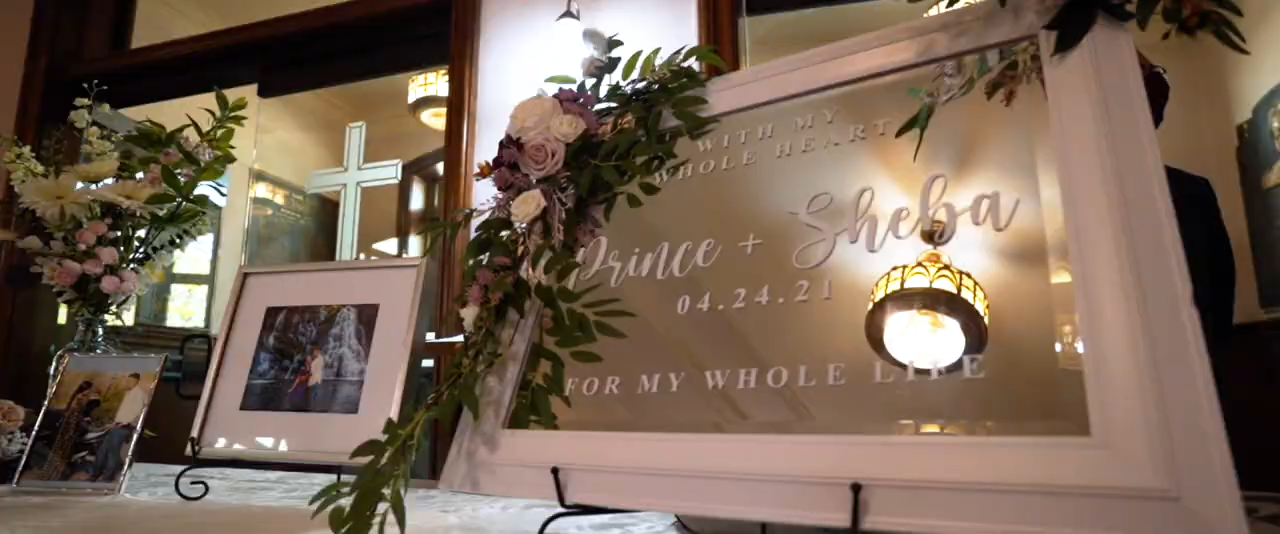 WITH MY
WHOLE HEART
Prince + Sheba
04.24.21
FOR MY WHOLE LIFE